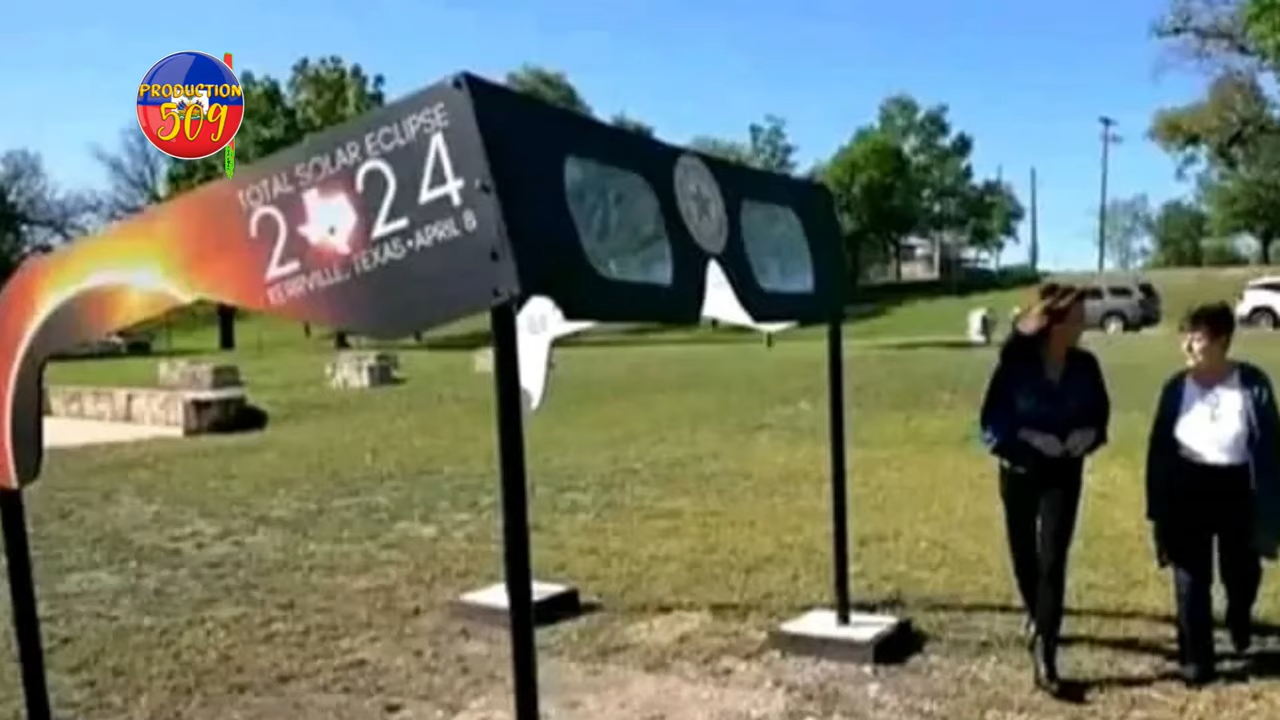 PRODUCTION
509
TOTAL SOLAR ECLIPSE
2024
KERRVILLE, TEXAS • APRIL 8